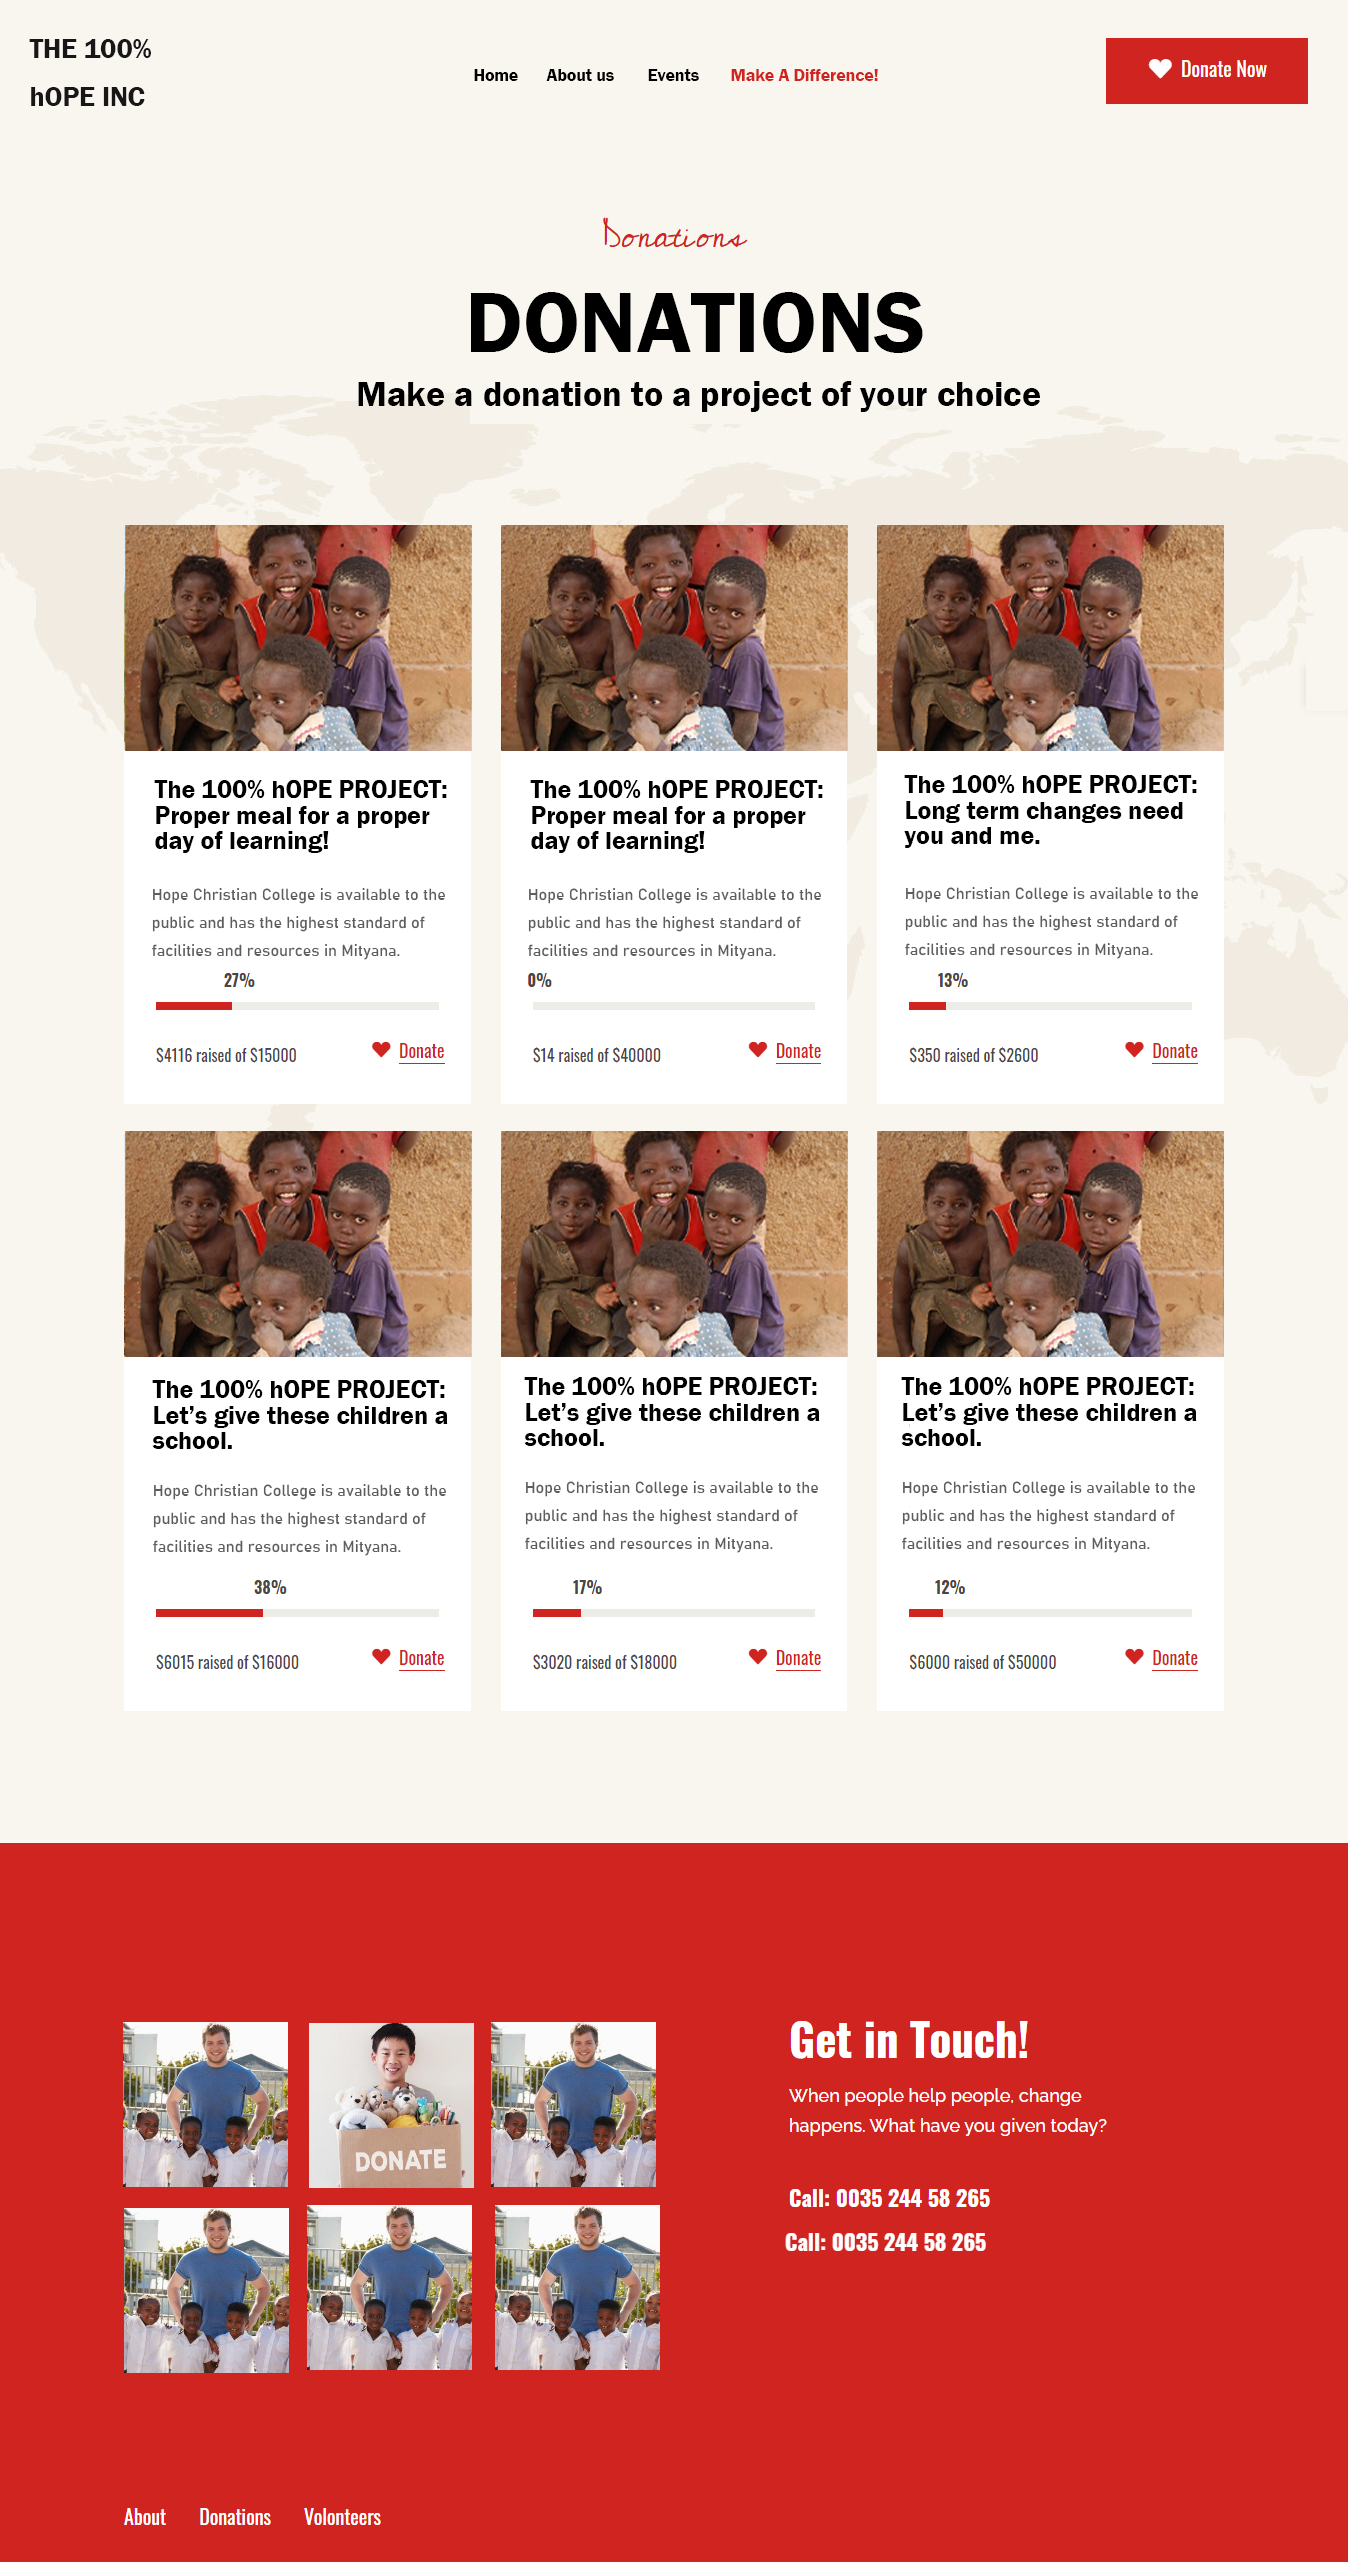 THE 100%
hOPE INC
Home About us Events Make A Difference!
Donate Now
Donations
DONATIONS
Make a donation to a project of your choice
The 100% hOPE PROJECT:
Proper meal for a proper
day of learning!
Hope Christian College is available to the
public and has the highest standard of
facilities and resources in Mityana.
27%
$4116 raised of $15000
Donate
The 100% hOPE PROJECT:
Proper meal for a proper
day of learning!
Hope Christian College is available to the
public and has the highest standard of
facilities and resources in Mityana.
0%
$14 raised of $40000
Donate
The 100% hOPE PROJECT:
Long term changes need
you and me.
Hope Christian College is available to the
public and has the highest standard of
facilities and resources in Mityana.
13%
$350 raised of $2600
Donate
The 100% hOPE PROJECT:
Let's give these children a
school.
Hope Christian College is available to the
public and has the highest standard of
facilities and resources in Mityana.
38%
$6015 raised of $16000
Donate
The 100% hOPE PROJECT:
Let's give these children a
school.
Hope Christian College is available to the
public and has the highest standard of
facilities and resources in Mityana.
17%
$3020 raised of $18000
Donate
The 100% hOPE PROJECT:
Let's give these children a
school.
Hope Christian College is available to the
public and has the highest standard of
facilities and resources in Mityana.
12%
$6000 raised of $50000
Donate
DONATE
Get in Touch!
When people help people, change
happens. What have you given today?
Call: 0035 244 58 265
Call: 0035 244 58 265
About Donations Volonteers